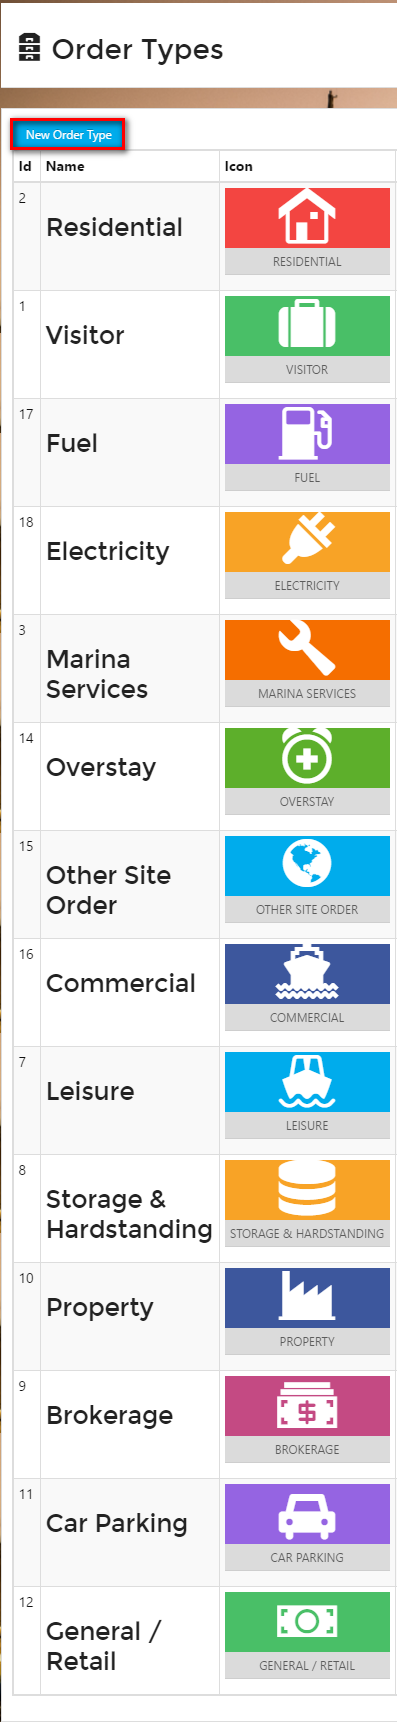 Order Types
New Order Type
Id Name Icon
2
Residential
RESIDENTIAL
1
Visitor
VISITOR
17
Fuel
FUEL
18
Electricity
ELECTRICITY
3
Marina
Services
MARINA SERVICES
14
Overstay
OVERSTAY
15
Other Site
Order
OTHER SITE ORDER
16
Commercial
COMMERCIAL
7
Leisure
LEISURE
8
Storage &
Hardstanding
STORAGE & HARDSTANDING
10
Property
PROPERTY
9
Brokerage
$
BROKERAGE
11
Car Parking
CAR PARKING
12
General /
Retail
GENERAL / RETAIL